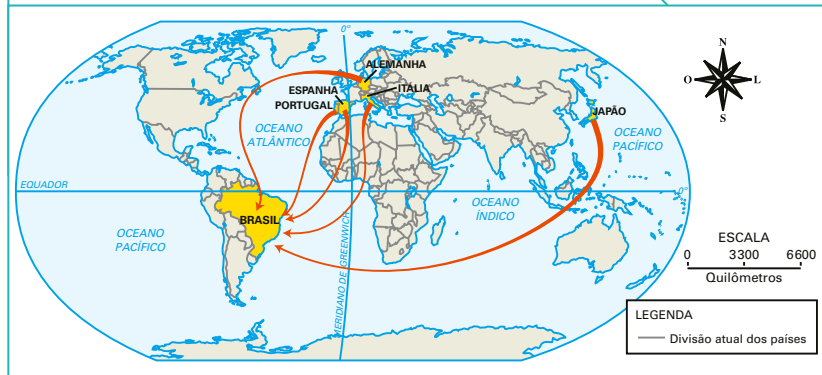 0°
N
O
L
S
ALEMANHA
ESPANHA
ITALIA
PORTUGAL
JAPÃO
OCEANO
ATLÂNTICO
OCEANO
PACÍFICO
EQUADOR
0°
OCEANO
ÍNDICO
BRASIL
OCEANO
PACÍFICO
MERIDIANO DE GREENWICH
ESCALA
0 3300 6600
Quilômetros
LEGENDA
Divisão atual dos países